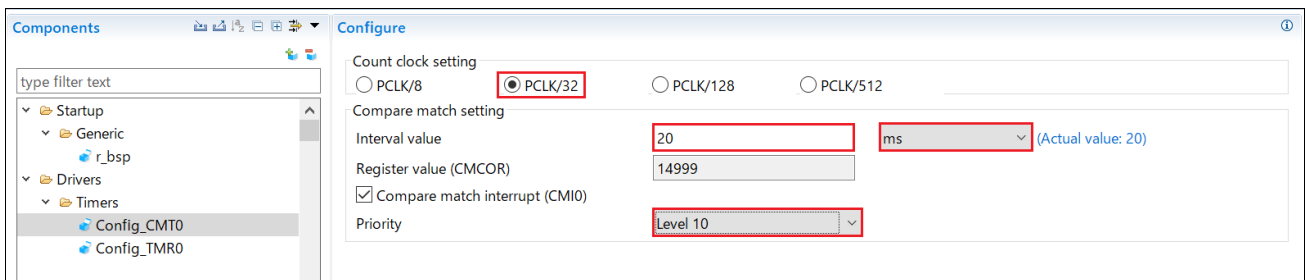 Components
type filter text
Startup
Generic
r_bsp
Drivers
Timers
Config_CMT0
Config_TMR0
Configure
Count clock setting
PCLK/8 PCLK/32 PCLK/128 PCLK/512
Compare match setting
Interval value 20 ms (Actual value: 20)
Register value (CMCOR) 14999
Compare match interrupt (CMI0)
Priority Level 10